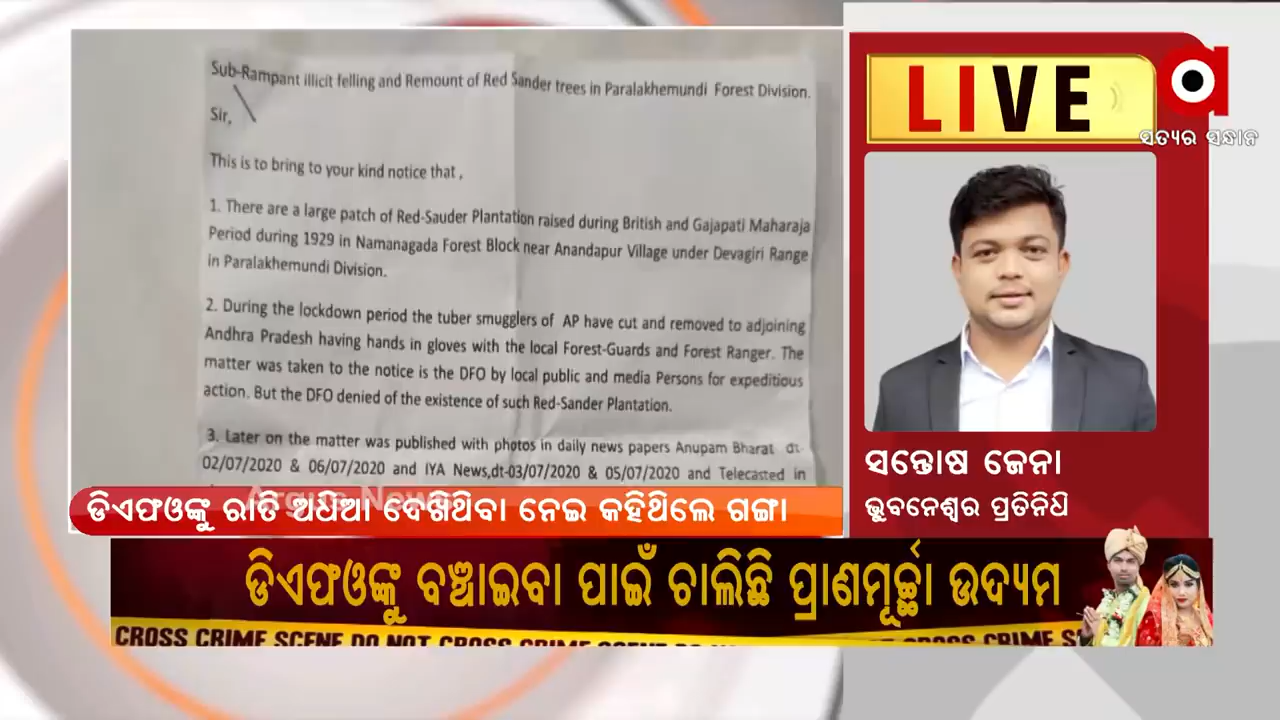 Sub-Rampant illicit felling and Remount of Red Sander trees in Paralakhemundi Forest Division.
Sir,
This is to bring to your kind notice that ,
1. There are a large patch of Red-Sauder Plantation raised during British and Gajapati Maharaja
Period during 1929 in Namanagada Forest Block near Anandapur Village under Devagiri Range
in Paralakhemundi Division.
2. During the lockdown period the tuber smugglers of AP have cut and removed to adjoining
Andhra Pradesh having hands in gloves with the local Forest-Guards and Forest Ranger. The
matter was taken to the notice is the DFO by local public and media Persons for expeditious
action. But the DFO denied of the existence of such Red-Sander Plantation.
3. Later on the matter was published with photos in daily news papers Anupam Bharat dt-
02/07/2020 & 06/07/2020 and IYA News,dt-03/07/2020 & 05/07/2020 and Telecasted in
Argus News
ଡିଏଫଓଙ୍କୁ ରାତି ଅଧିଆ ଦେଖିଥିବା ନେଇ କହିଥିଲେ ଗଙ୍ଗା
LIVE
ସତ୍ୟର ସନ୍ଧାନ
ସନ୍ତୋଷ ଜେନା
ଭୁବନେଶ୍ୱର ପ୍ରତିନିଧି
ଡିଏଫଓଙ୍କୁ ବଞ୍ଚାଇବା ପାଇଁ ଚାଲିଛି ପ୍ରାଣମୂର୍ଚ୍ଛା ଉଦ୍ୟମ
CROSS CRIME SCENE DO NOT CROSS CRIME SCENE